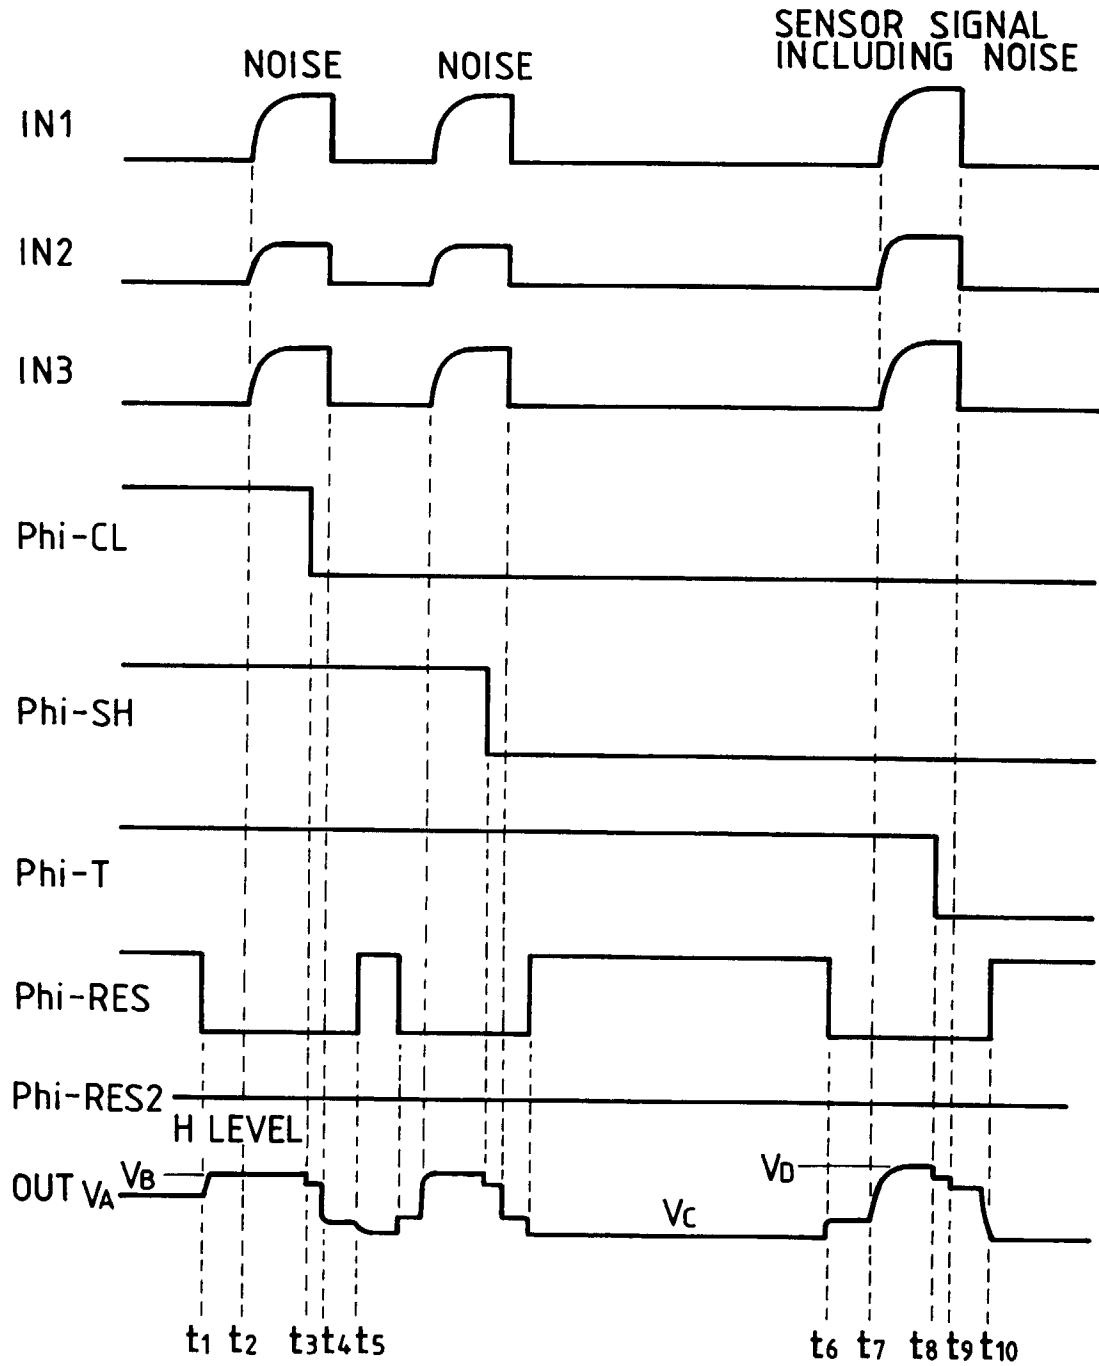 SENSOR SIGNAL
INCLUDING NOISE
NOISE NOISE
IN1
IN2
IN3
Phi-CL
Phi-SH
Phi-T
Phi-RES
Phi-RES2
H LEVEL
VB VD
OUT VA VC
t1 t2 t3 t4 t5 t6 t7 t8 t9 t10